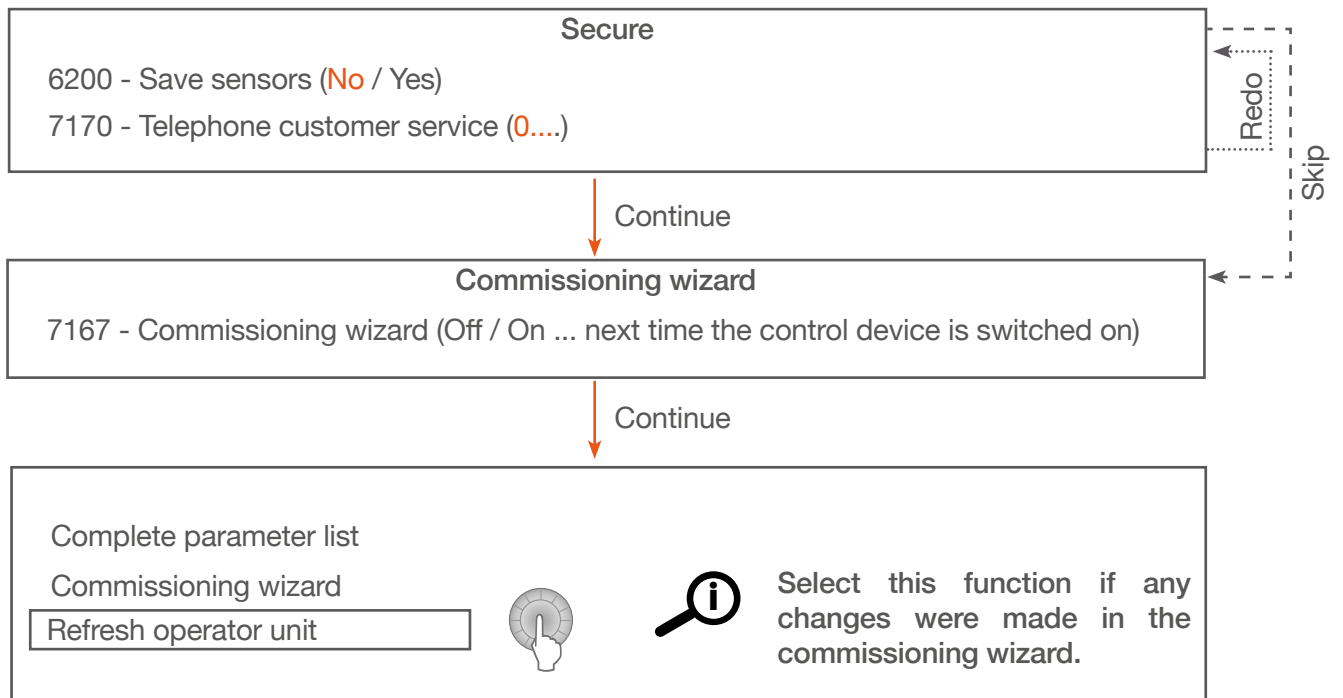 Secure
6200 - Save sensors (No / Yes)
7170 - Telephone customer service (0....)
Redo
Skip
Continue
Commissioning wizard
7167 - Commissioning wizard (Off / On ... next time the control device is switched on)
Continue
Complete parameter list
Commissioning wizard
Refresh operator unit
i
Select this function if any
changes were made in the
commissioning wizard.